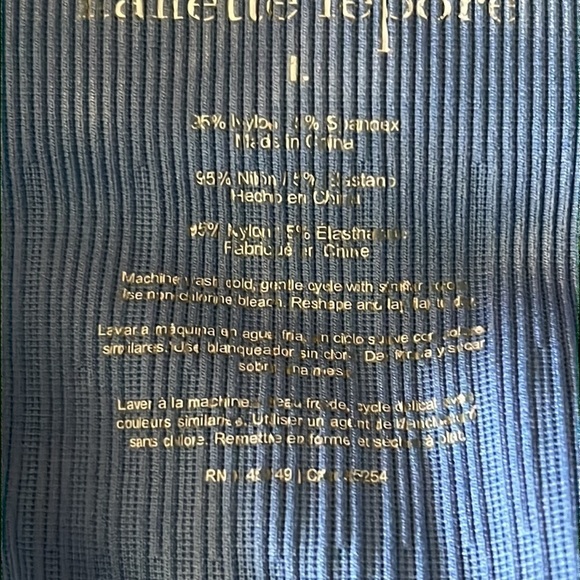 L
95% Nylon / 5% Spandex
Made in China
95% Nilón / 5% Elastano
Hecho en China
95% Nylon / 5% Elasthanne
Fabriqué en Chine
Machine wash cold, gentle cycle with similar colors.
Use non chlorine bleach. Reshape and lay flat to dry.
Lavar a máquina en agua fría, en ciclo suave con colores
similares. Use blanqueador sin cloro. Dar forma y secar
sobre una mesa.
Laver à la machine à l'eau froide, cycle délicat avec
couleurs similaires. Utiliser un agent de blanchiment
sans chlore. Remettre en forme et sécher à plat.
RN